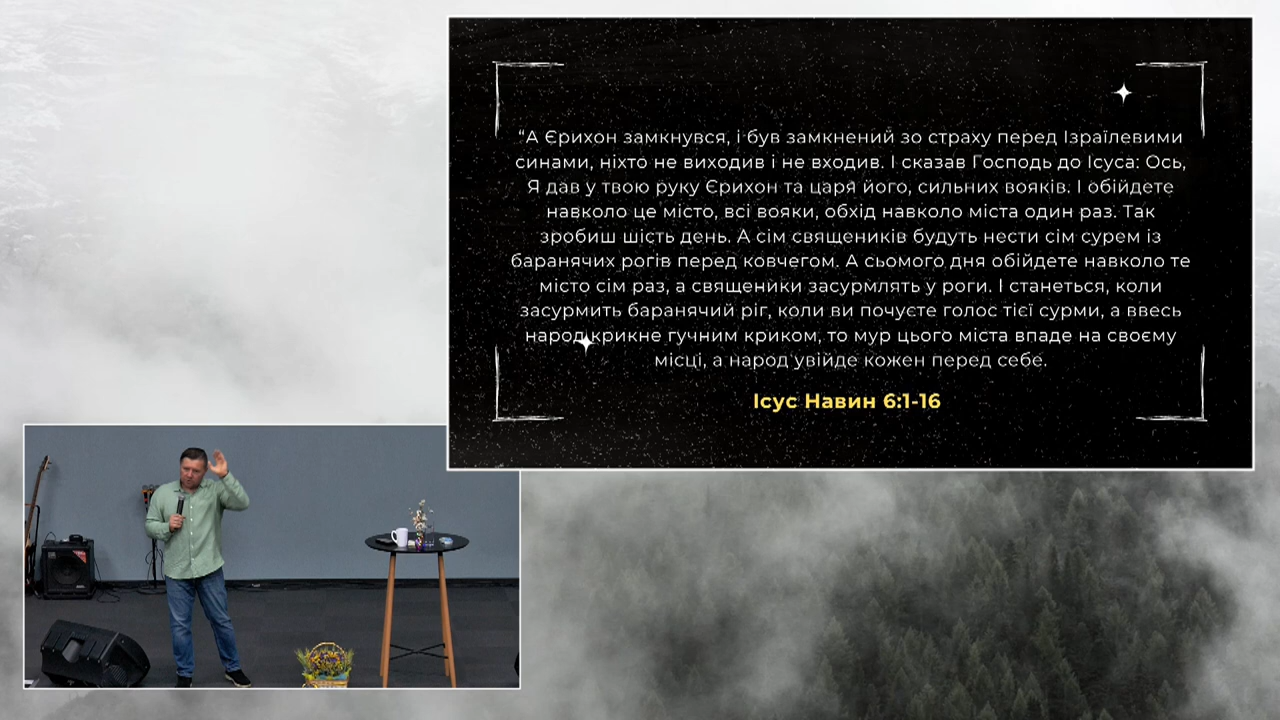 “А Єрихон замкнувся, і був замкнений зо страху перед Ізраїлевими
синами, ніхто не виходив і не входив. І сказав Господь до Ісуса: Ось,
Я дав у твою руку Єрихон та царя його, сильних вояків. І обійдете
навколо це місто, всі вояки, обхід навколо міста один раз. Так
зробиш шість день. А сім священиків будуть нести сім сурем із
баранячих рогів перед ковчегом. А сьомого дня обійдете навколо те
місто сім раз, а священики засурмлять у роги. І станеться, коли
засурмить баранячий ріг, коли ви почуєте голос тієї сурми, а ввесь
народ крикне гучним криком, то мур цього міста впаде на своєму
місці, а народ увійде кожен перед себе.
Ісус Навин 6:1-16